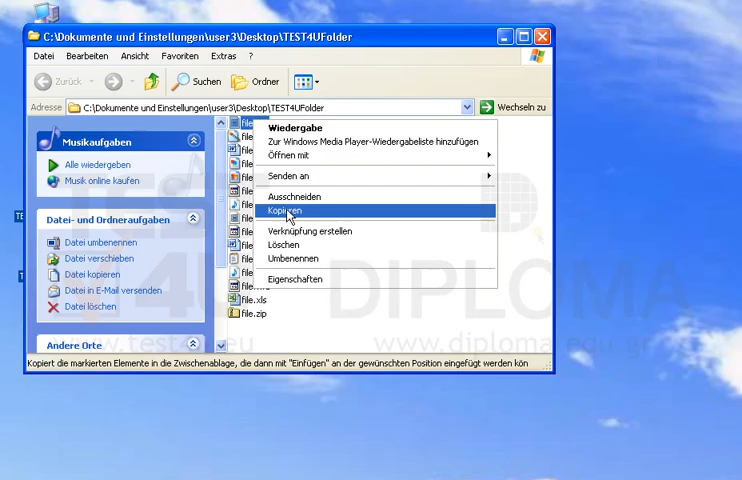 C:\Dokumente und Einstellungen\user3\Desktop\TEST4UFolder
Datei Bearbeiten Ansicht Favoriten Extras ?
Zurück Suchen Ordner
Adresse C:\Dokumente und Einstellungen\user3\Desktop\TEST4UFolder Wechseln zu
Musikaufgaben
Alle wiedergeben
Musik online kaufen
Datei- und Ordneraufgaben
Datei umbenennen
Datei verschieben
Datei kopieren
Datei in E-Mail versenden
Datei löschen
Andere Orte
Wiedergabe
Zur Windows Media Player-Wiedergabeliste hinzufügen
Öffnen mit
Senden an
Ausschneiden
Kopieren
Verknüpfung erstellen
Löschen
Umbenennen
Eigenschaften
file.xls
file.zip
Kopiert die markierten Elemente in die Zwischenablage, die dann mit "Einfügen" an der gewünschten Position eingefügt werden kön
TEST
4U DIPLOMA
www.diploma.edu.gr